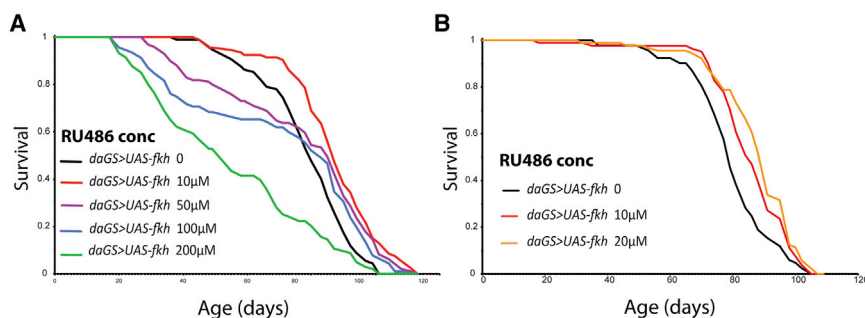 A
B
1
0.8
0.6
0.4
0.2
0
Survival
RU486 conc
daGS>UAS-fkh 0
daGS>UAS-fkh 10μM
daGS>UAS-fkh 50μM
daGS>UAS-fkh 100μM
daGS>UAS-fkh 200μM
0 20 40 60 80 100 120
Age (days)
1
0.8
0.6
0.4
0.2
0
Survival
RU486 conc
daGS>UAS-fkh 0
daGS>UAS-fkh 10μM
daGS>UAS-fkh 20μM
0 20 40 60 80 100 120
Age (days)